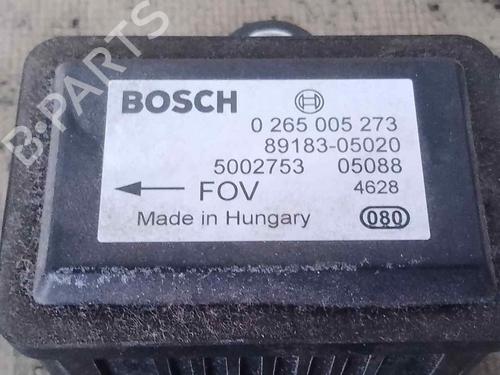 B-PARTS
BOSCH
0 265 005 273
89183-05020
5002753 05088
FOV 4628
Made in Hungary 080